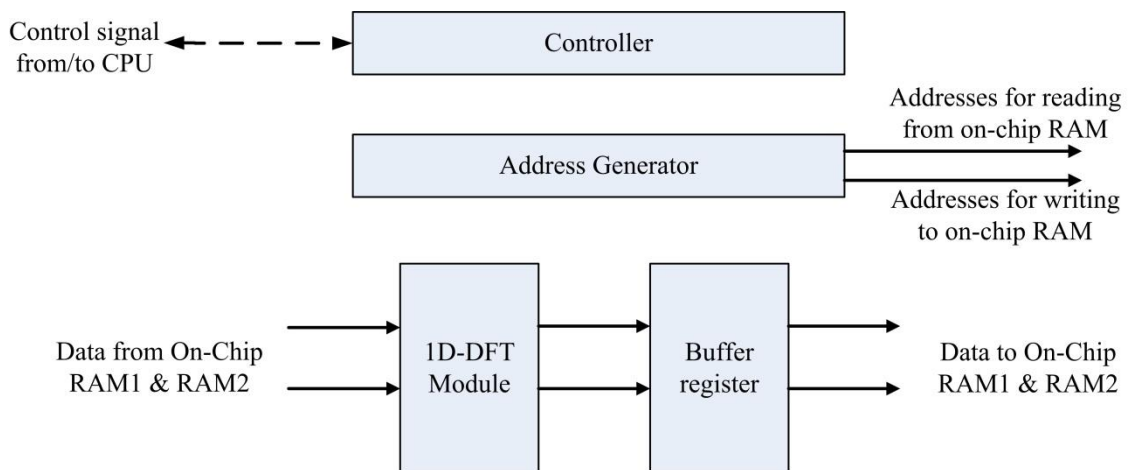 Control signal
from/to CPU
Controller
Addresses for reading
from on-chip RAM
Address Generator
Addresses for writing
to on-chip RAM
Data from On-Chip
RAM1 & RAM2
1D-DFT
Module
Buffer
register
Data to On-Chip
RAM1 & RAM2